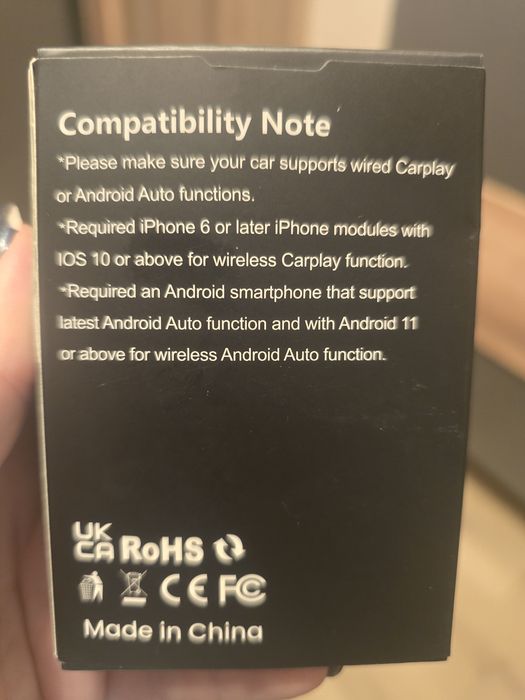 Compatibility Note
*Please make sure your car supports wired Carplay
or Android Auto functions.
*Required iPhone 6 or later iPhone modules with
IOS 10 or above for wireless Carplay function.
*Required an Android smartphone that support
latest Android Auto function and with Android 11
or above for wireless Android Auto function.
UK
CA RoHS
CE FC
Made in China